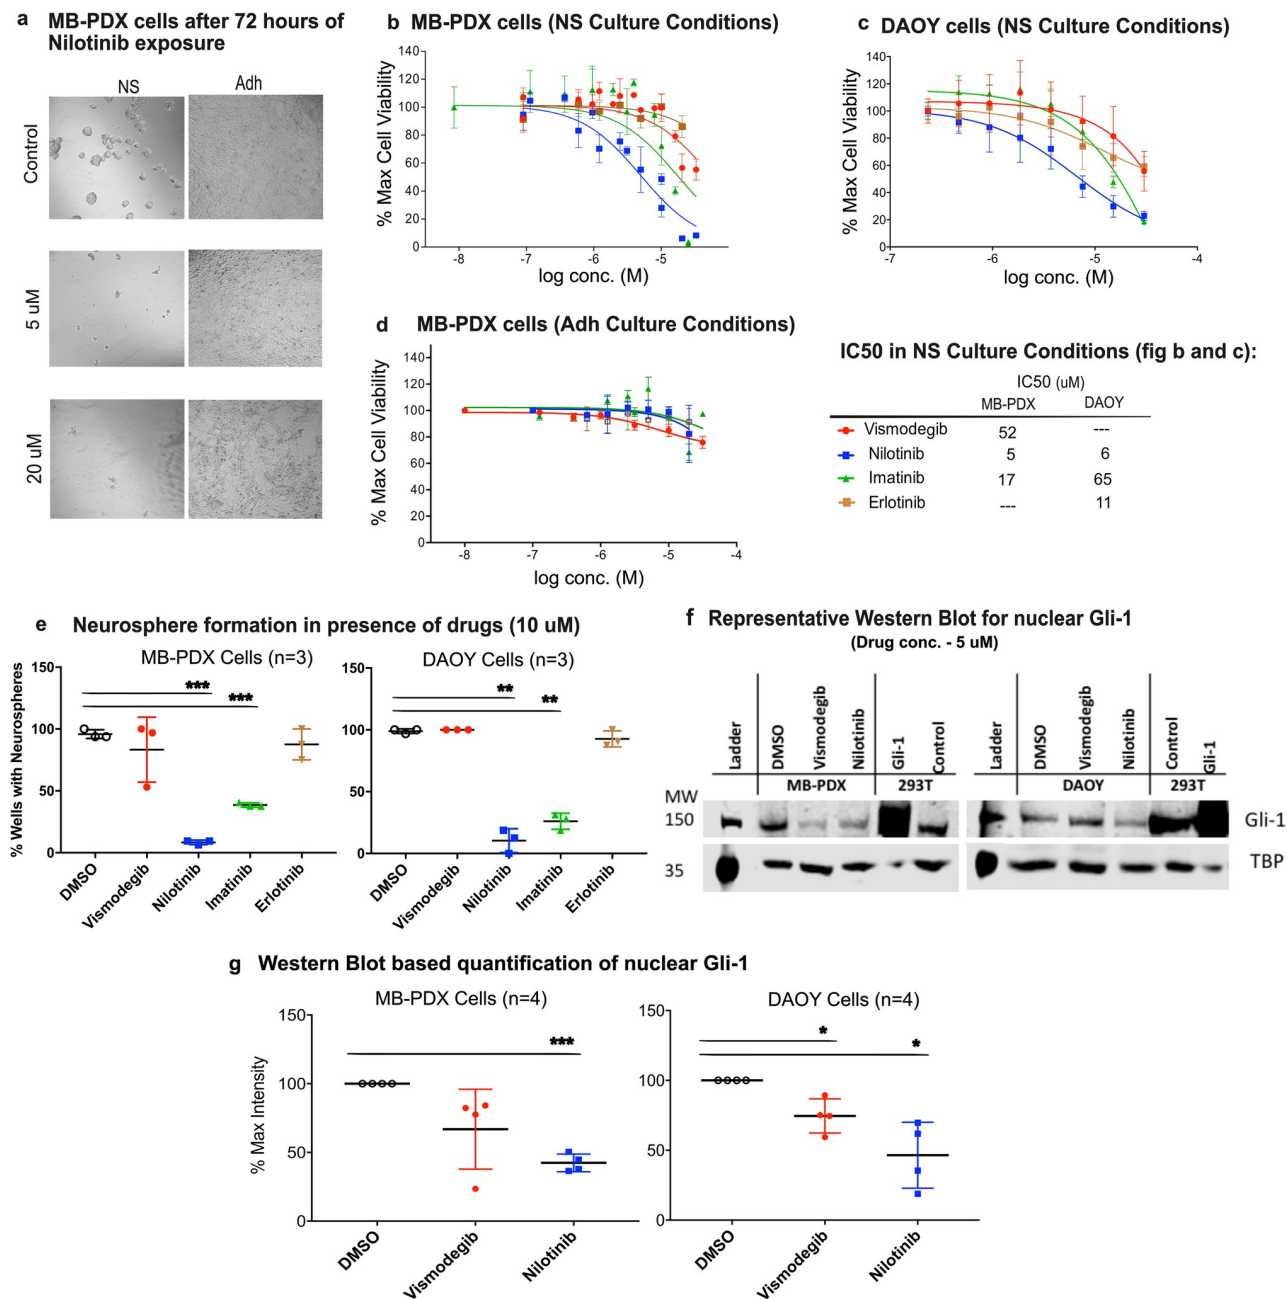 a MB-PDX cells after 72 hours of
Nilotinib exposure
NS
Adh
Control
5 uM
20 uM
b MB-PDX cells (NS Culture Conditions)
% Max Cell Viability
140
120
100
80
60
40
20
0
-8 -7 -6 -5 -4
log conc. (M)
c DAOY cells (NS Culture Conditions)
% Max Cell Viability
140
120
100
80
60
40
20
0
-7 -6 -5 -4
log conc. (M)
d MB-PDX cells (Adh Culture Conditions)
% Max Cell Viability
140
120
100
80
60
40
20
0
-8 -7 -6 -5 -4
log conc. (M)
IC50 in NS Culture Conditions (fig b and c):
IC50 (uM)
MB-PDX DAOY
Vismodegib 52 ---
Nilotinib 5 6
Imatinib 17 65
Erlotinib --- 11
e Neurosphere formation in presence of drugs (10 uM)
MB-PDX Cells (n=3)
% Wells with Neurospheres
150
100
50
0
***
***
DMSO Vismodegib Nilotinib Imatinib Erlotinib
DAOY Cells (n=3)
150
100
50
0
**
**
DMSO Vismodegib Nilotinib Imatinib Erlotinib
f Representative Western Blot for nuclear Gli-1
(Drug conc. - 5 uM)
Ladder DMSO Vismodegib Nilotinib Gli-1 Control
MB-PDX 293T
Ladder DMSO Vismodegib Nilotinib Control Gli-1
DAOY 293T
MW
150
35
Gli-1
TBP
g Western Blot based quantification of nuclear Gli-1
MB-PDX Cells (n=4)
% Max Intensity
150
100
50
0
***
DMSO Vismodegib Nilotinib
DAOY Cells (n=4)
150
100
50
0
*
*
DMSO Vismodegib Nilotinib